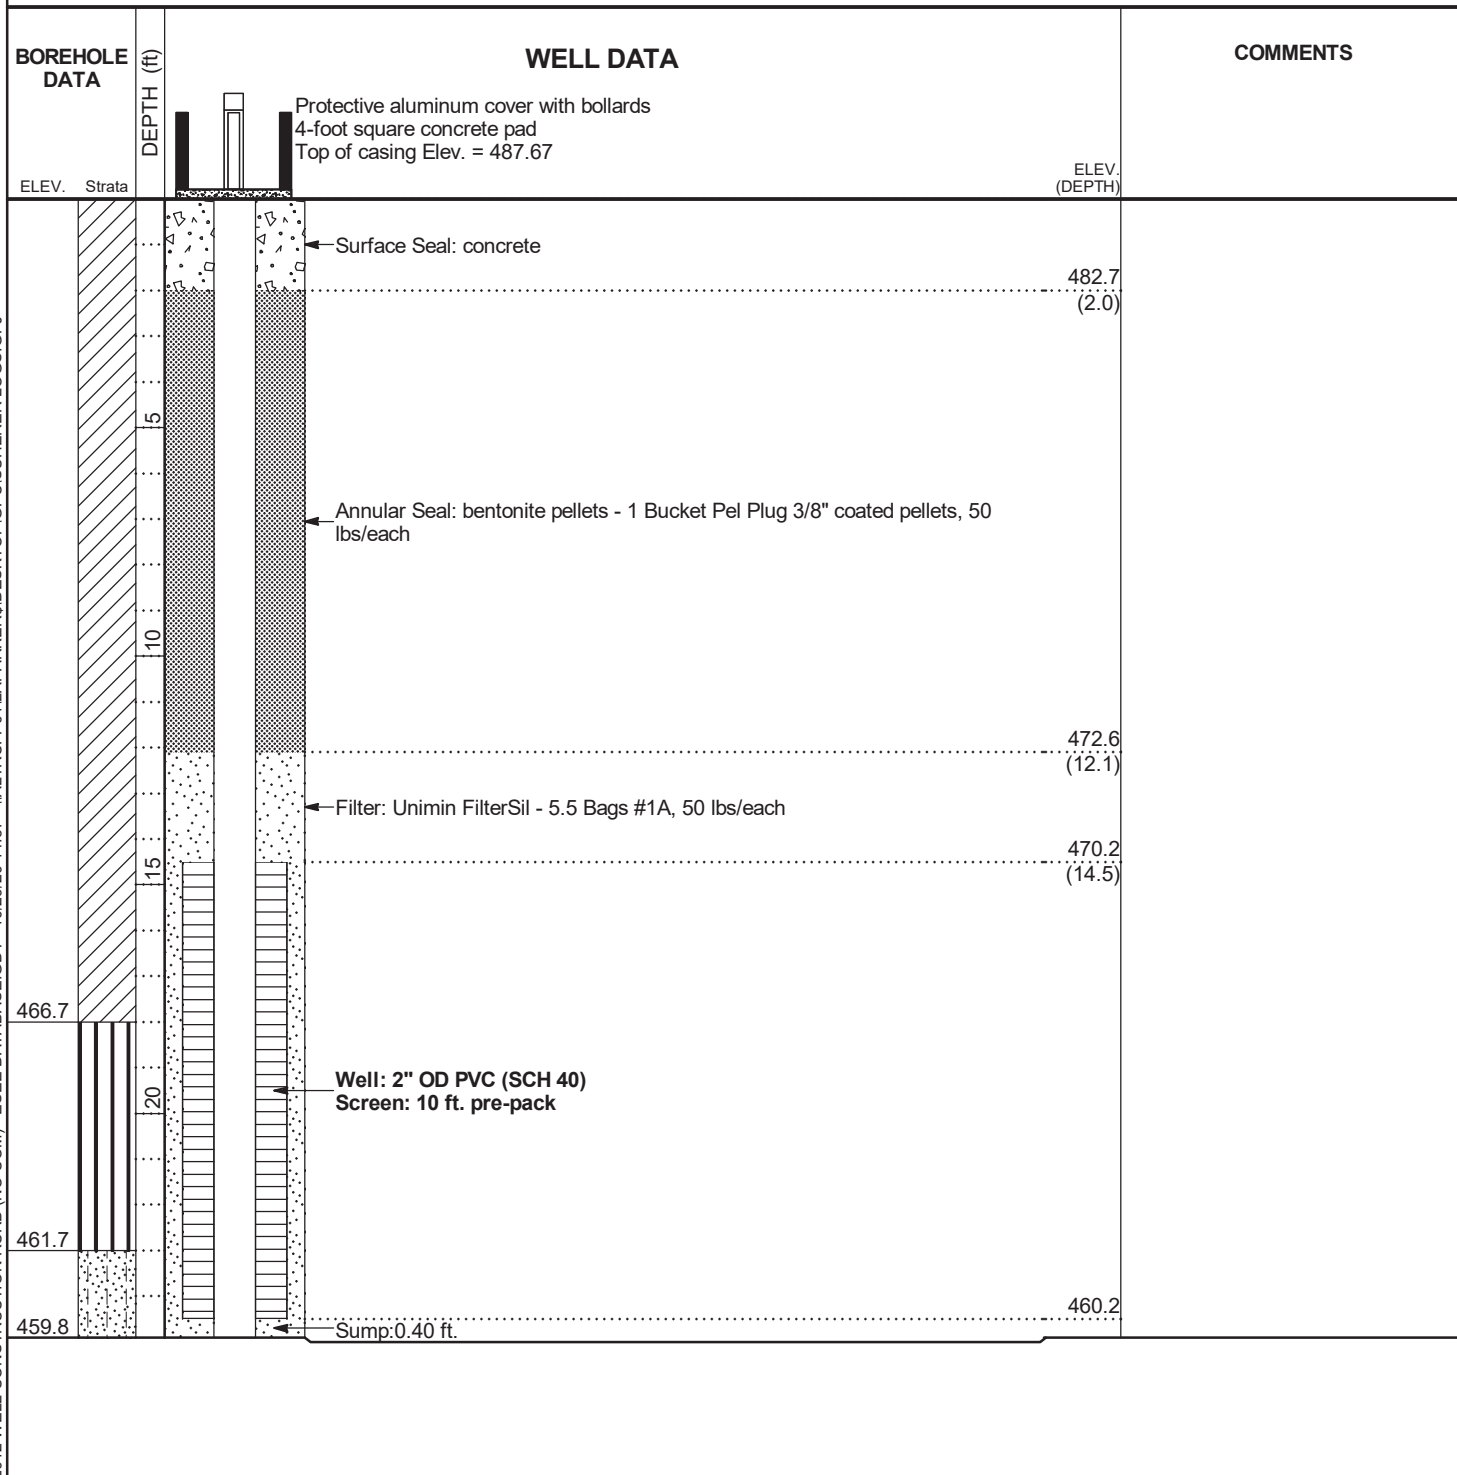 BOREHOLE
DATA
DEPTH (ft)
WELL DATA
COMMENTS
Protective aluminum cover with bollards
4-foot square concrete pad
Top of casing Elev. = 487.67
ELEV. Strata
ELEV.
(DEPTH)
Surface Seal: concrete
482.7
(2.0)
5
Annular Seal: bentonite pellets - 1 Bucket Pel Plug 3/8" coated pellets, 50
lbs/each
10
472.6
(12.1)
Filter: Unimin FilterSil - 5.5 Bags #1A, 50 lbs/each
470.2
15
(14.5)
466.7
Well: 2" OD PVC (SCH 40)
20
Screen: 10 ft. pre-pack
461.7
460.2
459.8
Sump:0.40 ft.